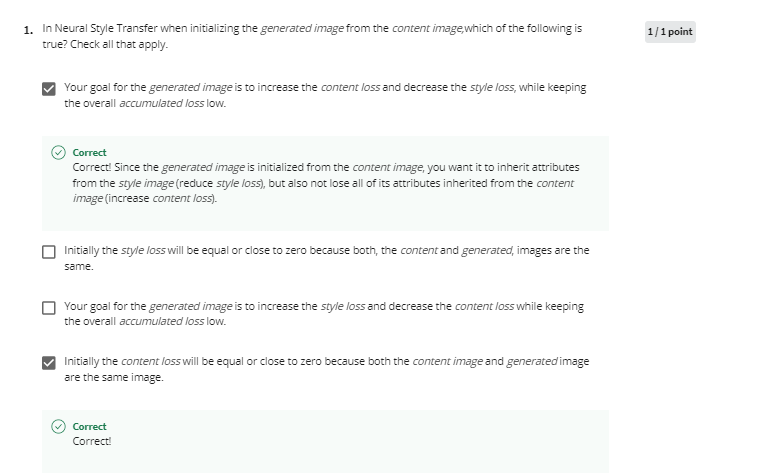 1. In Neural Style Transfer when initializing the generated image from the content image,which of the following is
1 / 1 point
true? Check all that apply.
Your goal for the generated image is to increase the content loss and decrease the style loss, while keeping
the overall accumulated loss low.
Correct
Correct! Since the generated image is initialized from the content image, you want it to inherit attributes
from the style image (reduce style loss), but also not lose all of its attributes inherited from the content
image (increase content loss).
Initially the style loss will be equal or close to zero because both, the content and generated, images are the
same.
Your goal for the generated image is to increase the style loss and decrease the content loss while keeping
the overall accumulated loss low.
Initially the content loss will be equal or close to zero because both the content image and generated image
are the same image.
Correct
Correct!